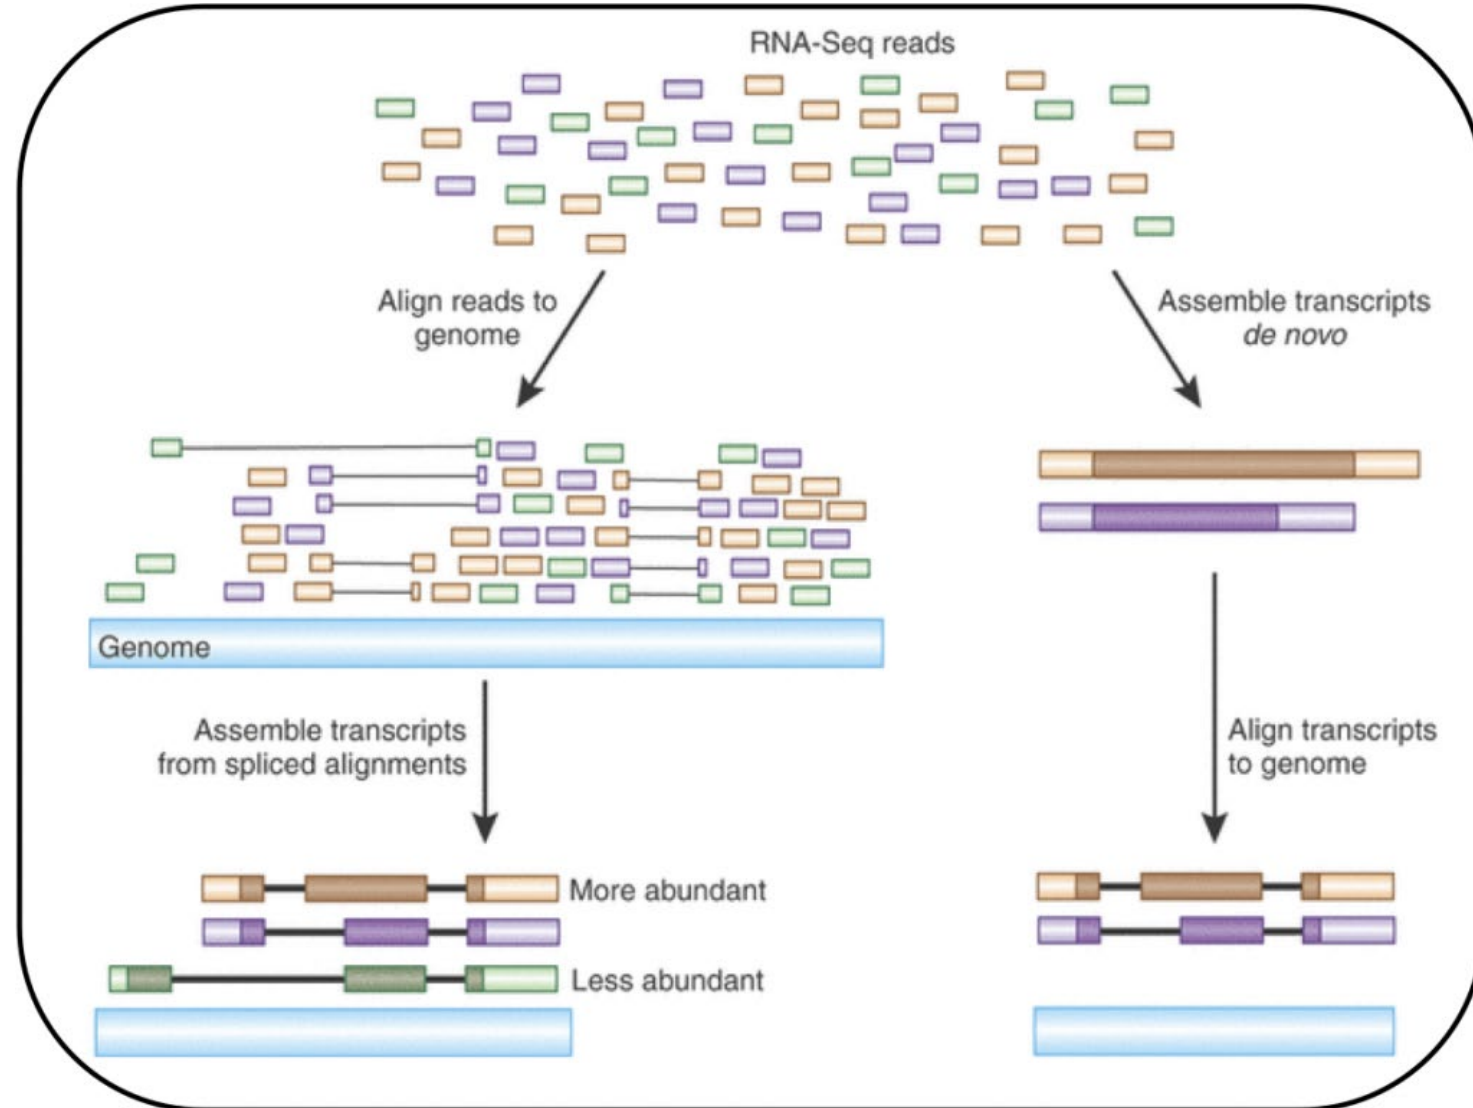 RNA-Seq reads
Align reads to
genome
Assemble transcripts
de novo
Genome
Assemble transcripts
from spliced alignments
Align transcripts
to genome
More abundant
Less abundant